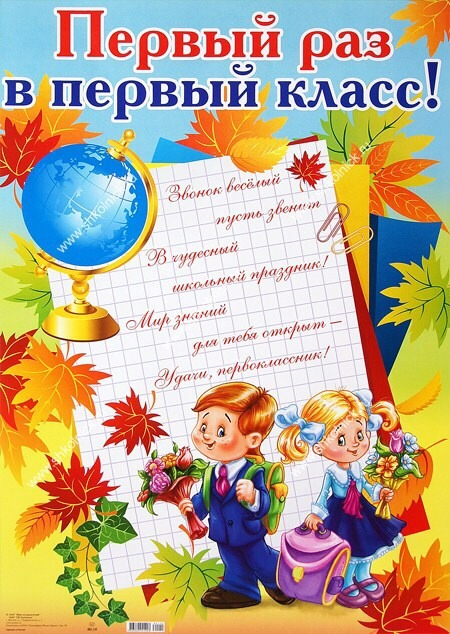 Первый раз
в первый класс!
Звонок весёлый
пусть звенит
В чудесный
школьный праздник!
Мир знаний
для тебя открыт –
Удачи, первоклассник!